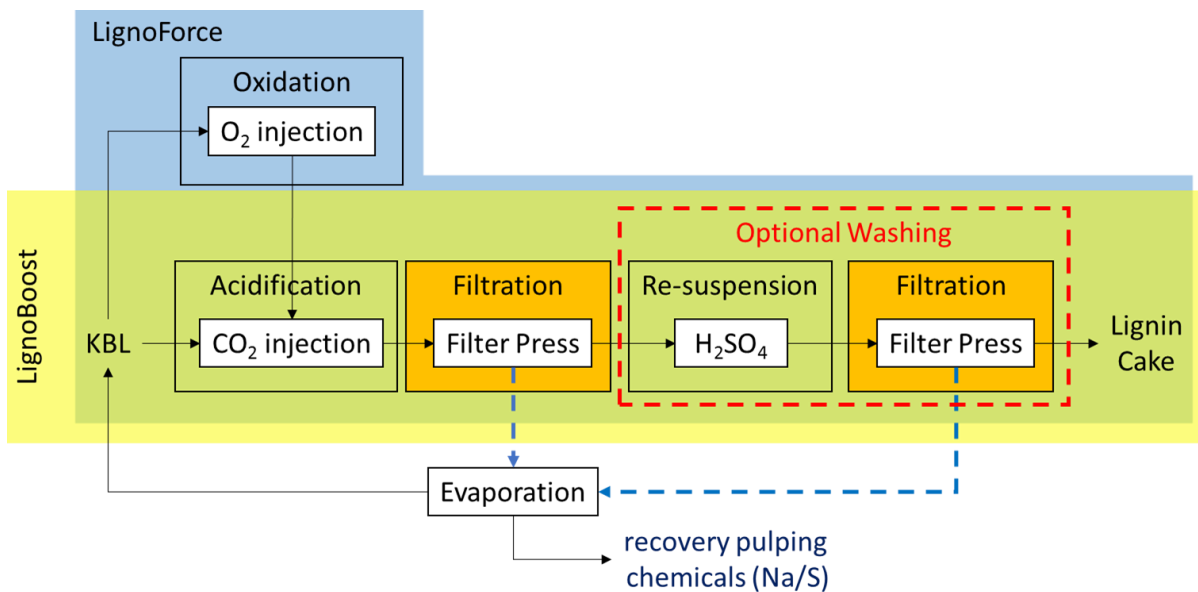 LignoForce
Oxidation
O₂ injection
Optional Washing
LignoBoost
Acidification
Filtration
Re-suspension
Filtration
KBL
CO₂ injection
Filter Press
H₂SO₄
Filter Press
Lignin
Cake
Evaporation
recovery pulping
chemicals (Na/S)